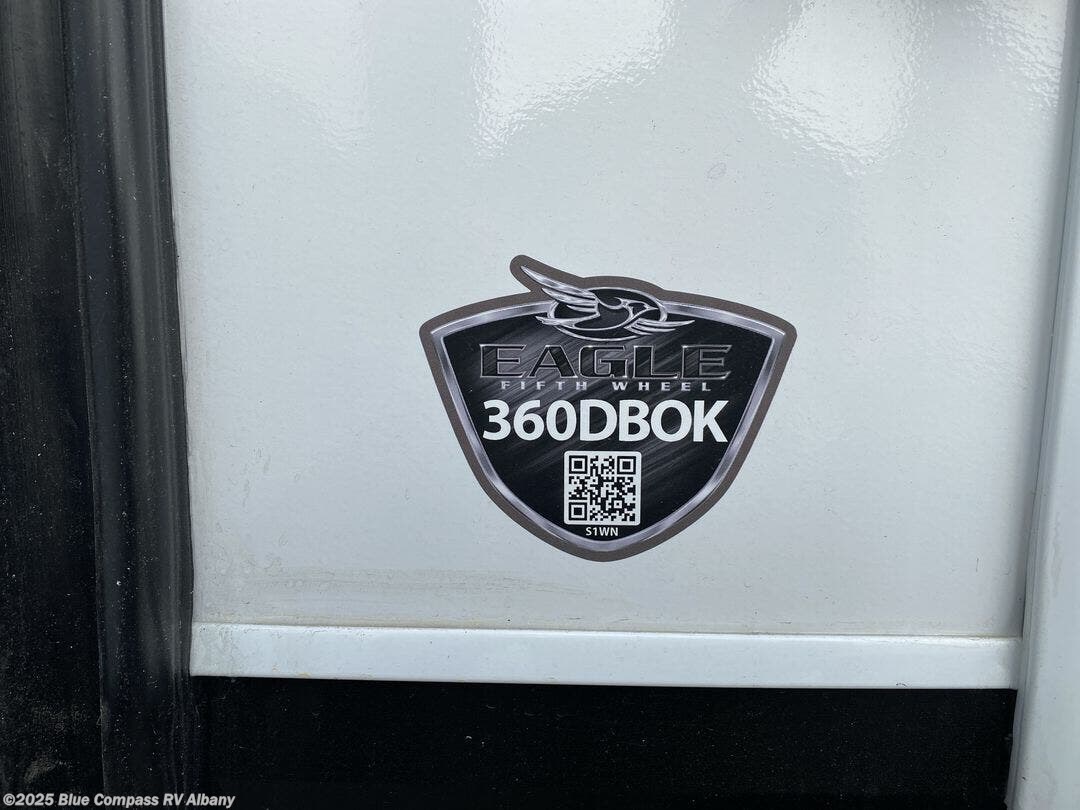 EAGLE
FIFTH WHEEL
360DBOK
S1WN
©2025 Blue Compass RV Albany